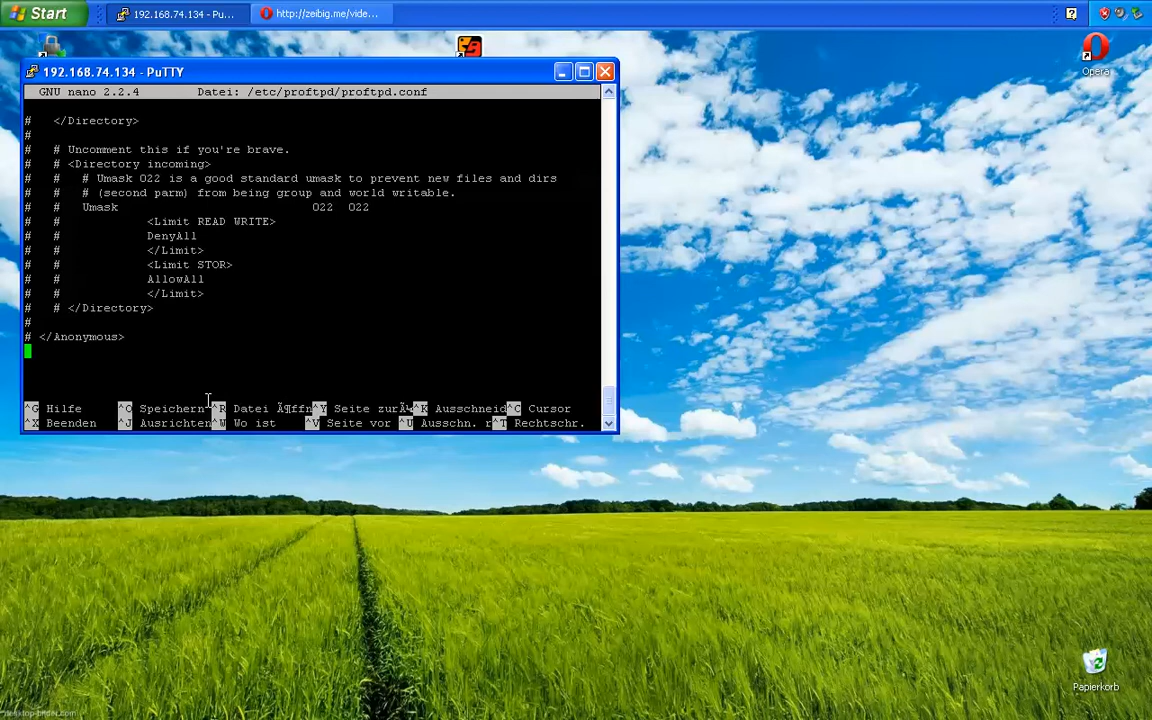 Start
192.168.74.134 - Pu...
http://zeibig.me/vide...
Opera
192.168.74.134 - PuTTY
GNU nano 2.2.4 Datei: /etc/proftpd/proftpd.conf
# </Directory>
#
# # Uncomment this if you're brave.
# # <Directory incoming>
# # # Umask 022 is a good standard umask to prevent new files and dirs
# # # (second parm) from being group and world writable.
# # Umask 022 022
# # <Limit READ WRITE>
# # DenyAll
# # </Limit>
# # <Limit STOR>
# # AllowAll
# # </Limit>
# # </Directory>
#
# </Anonymous>
^G Hilfe ^O Speichern ^R Datei Ã¶ffn ^Y Seite zurÃ¼ ^K Ausschneid ^C Cursor
^X Beenden ^J Ausrichten ^W Wo ist ^V Seite vor ^U Ausschn. r ^T Rechtschr.
Papierkorb